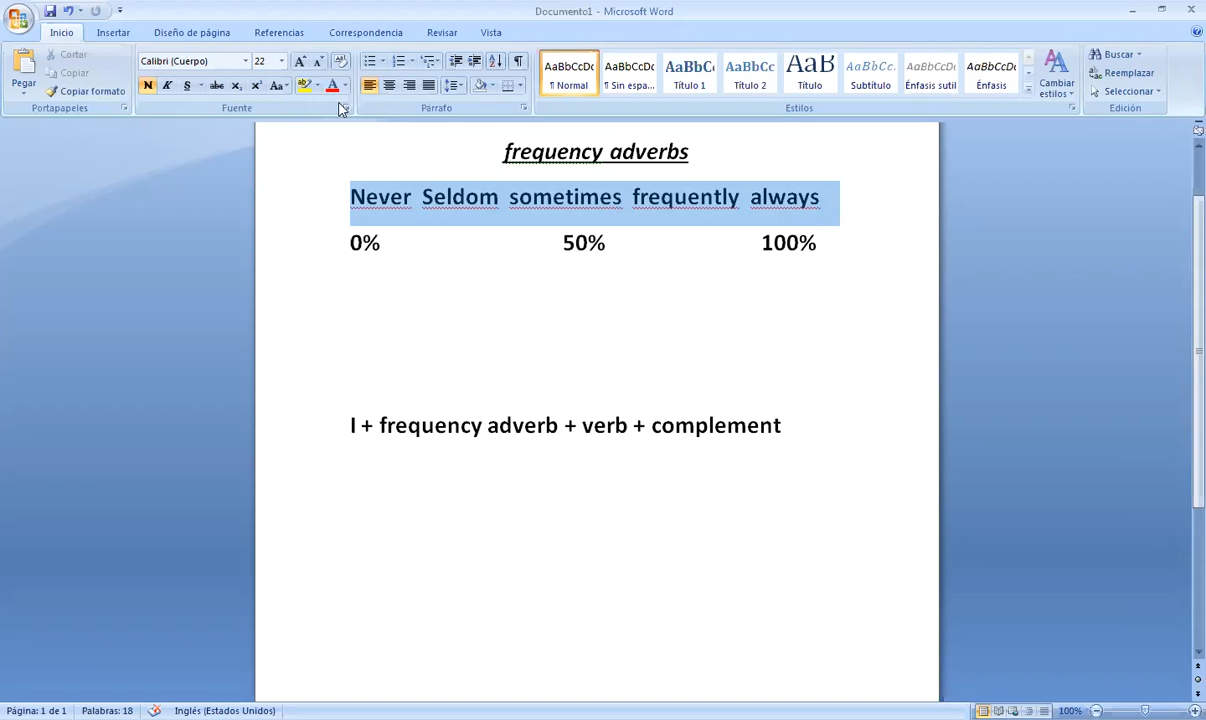 Documento1 - Microsoft Word
Inicio Insertar Diseño de página Referencias Correspondencia Revisar Vista
Pegar
Cortar
Copiar
Copiar formato
Portapapeles
Calibri (Cuerpo) 22
Fuente
Párrafo
AaBbCcDc AaBbCcDc AaBbC AaBbCc AaB AaBbCc. AaBbCcDc AaBbCcDc
¶ Normal ¶ Sin espa... Título 1 Título 2 Título Subtítulo Énfasis sutil Énfasis
Estilos
Cambiar estilos
Buscar
Reemplazar
Seleccionar
Edición
frequency adverbs
Never Seldom sometimes frequently always
0% 50% 100%
I + frequency adverb + verb + complement
Página: 1 de 1 Palabras: 18 Inglés (Estados Unidos) 100%